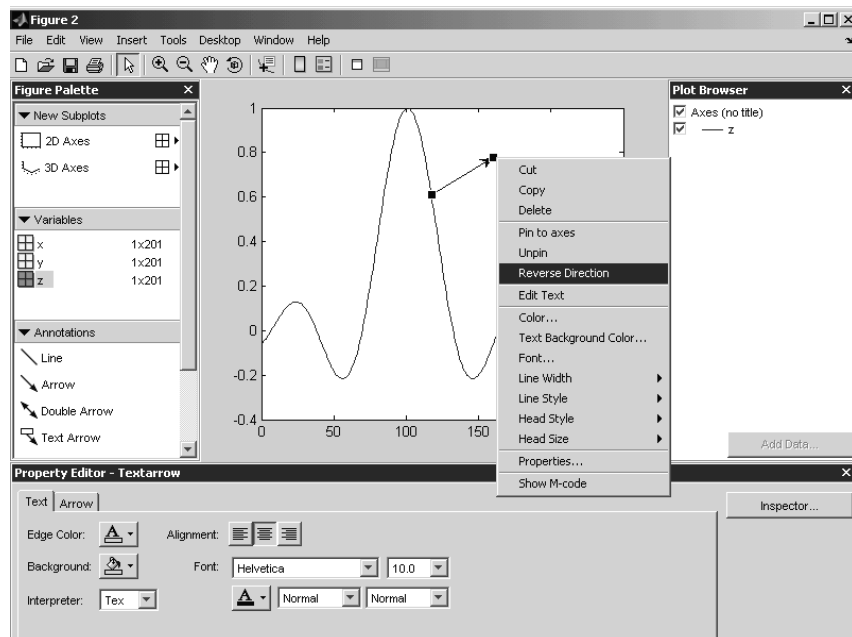 Figure 2
File Edit View Insert Tools Desktop Window Help
Figure Palette
New Subplots
2D Axes
3D Axes
Variables
x 1x201
y 1x201
z 1x201
Annotations
Line
Arrow
Double Arrow
Text Arrow
1
0.8
0.6
0.4
0.2
0
-0.2
-0.4
0 50 100 150
Cut
Copy
Delete
Pin to axes
Unpin
Reverse Direction
Edit Text
Color...
Text Background Color...
Font...
Line Width
Line Style
Head Style
Head Size
Properties...
Show M-code
Plot Browser
Axes (no title)
z
Add Data...
Property Editor - Textarrow
Text Arrow
Inspector...
Edge Color: A Alignment:
Background: Font: Helvetica 10.0
Interpreter: Tex A Normal Normal